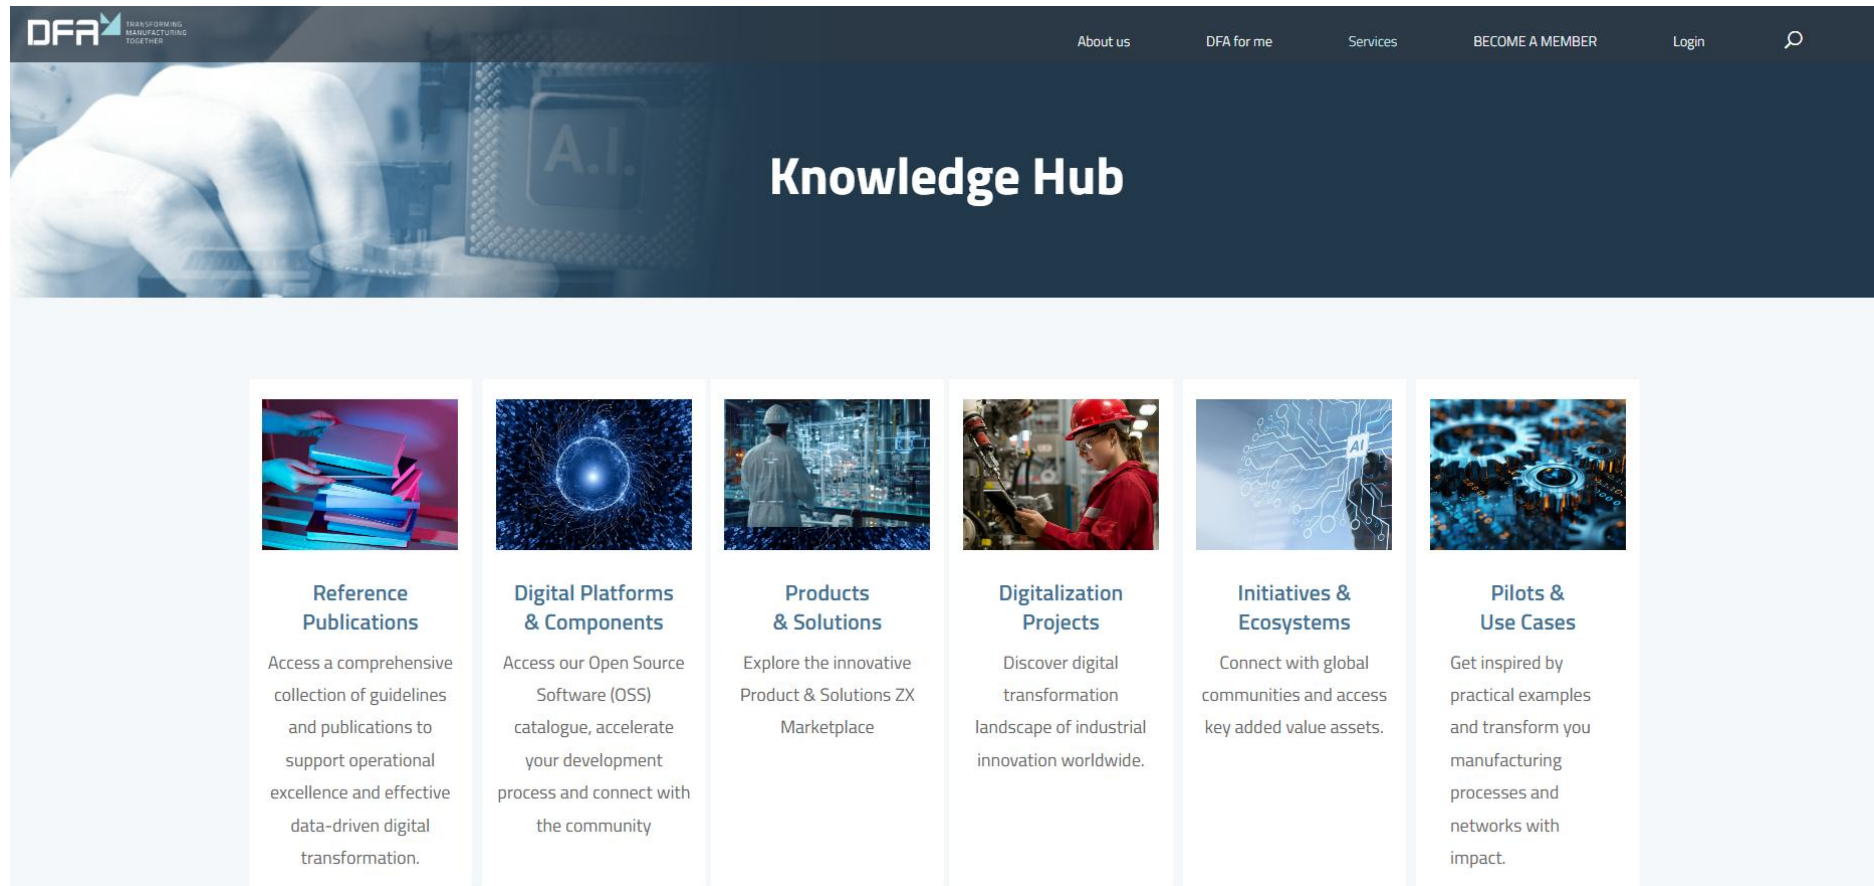 DFA TRANSFORMING
MANUFACTURING
TOGETHER
About us DFA for me Services BECOME A MEMBER Login
A.I.
Knowledge Hub
AI
Reference
Publications
Access a comprehensive
collection of guidelines
and publications to
support operational
excellence and effective
data-driven digital
transformation.
Digital Platforms
& Components
Access our Open Source
Software (OSS)
catalogue, accelerate
your development
process and connect with
the community
Products
& Solutions
Explore the innovative
Product & Solutions ZX
Marketplace
Digitalization
Projects
Discover digital
transformation
landscape of industrial
innovation worldwide.
Initiatives &
Ecosystems
Connect with global
communities and access
key added value assets.
Pilots &
Use Cases
Get inspired by
practical examples
and transform you
manufacturing
processes and
networks with
impact.